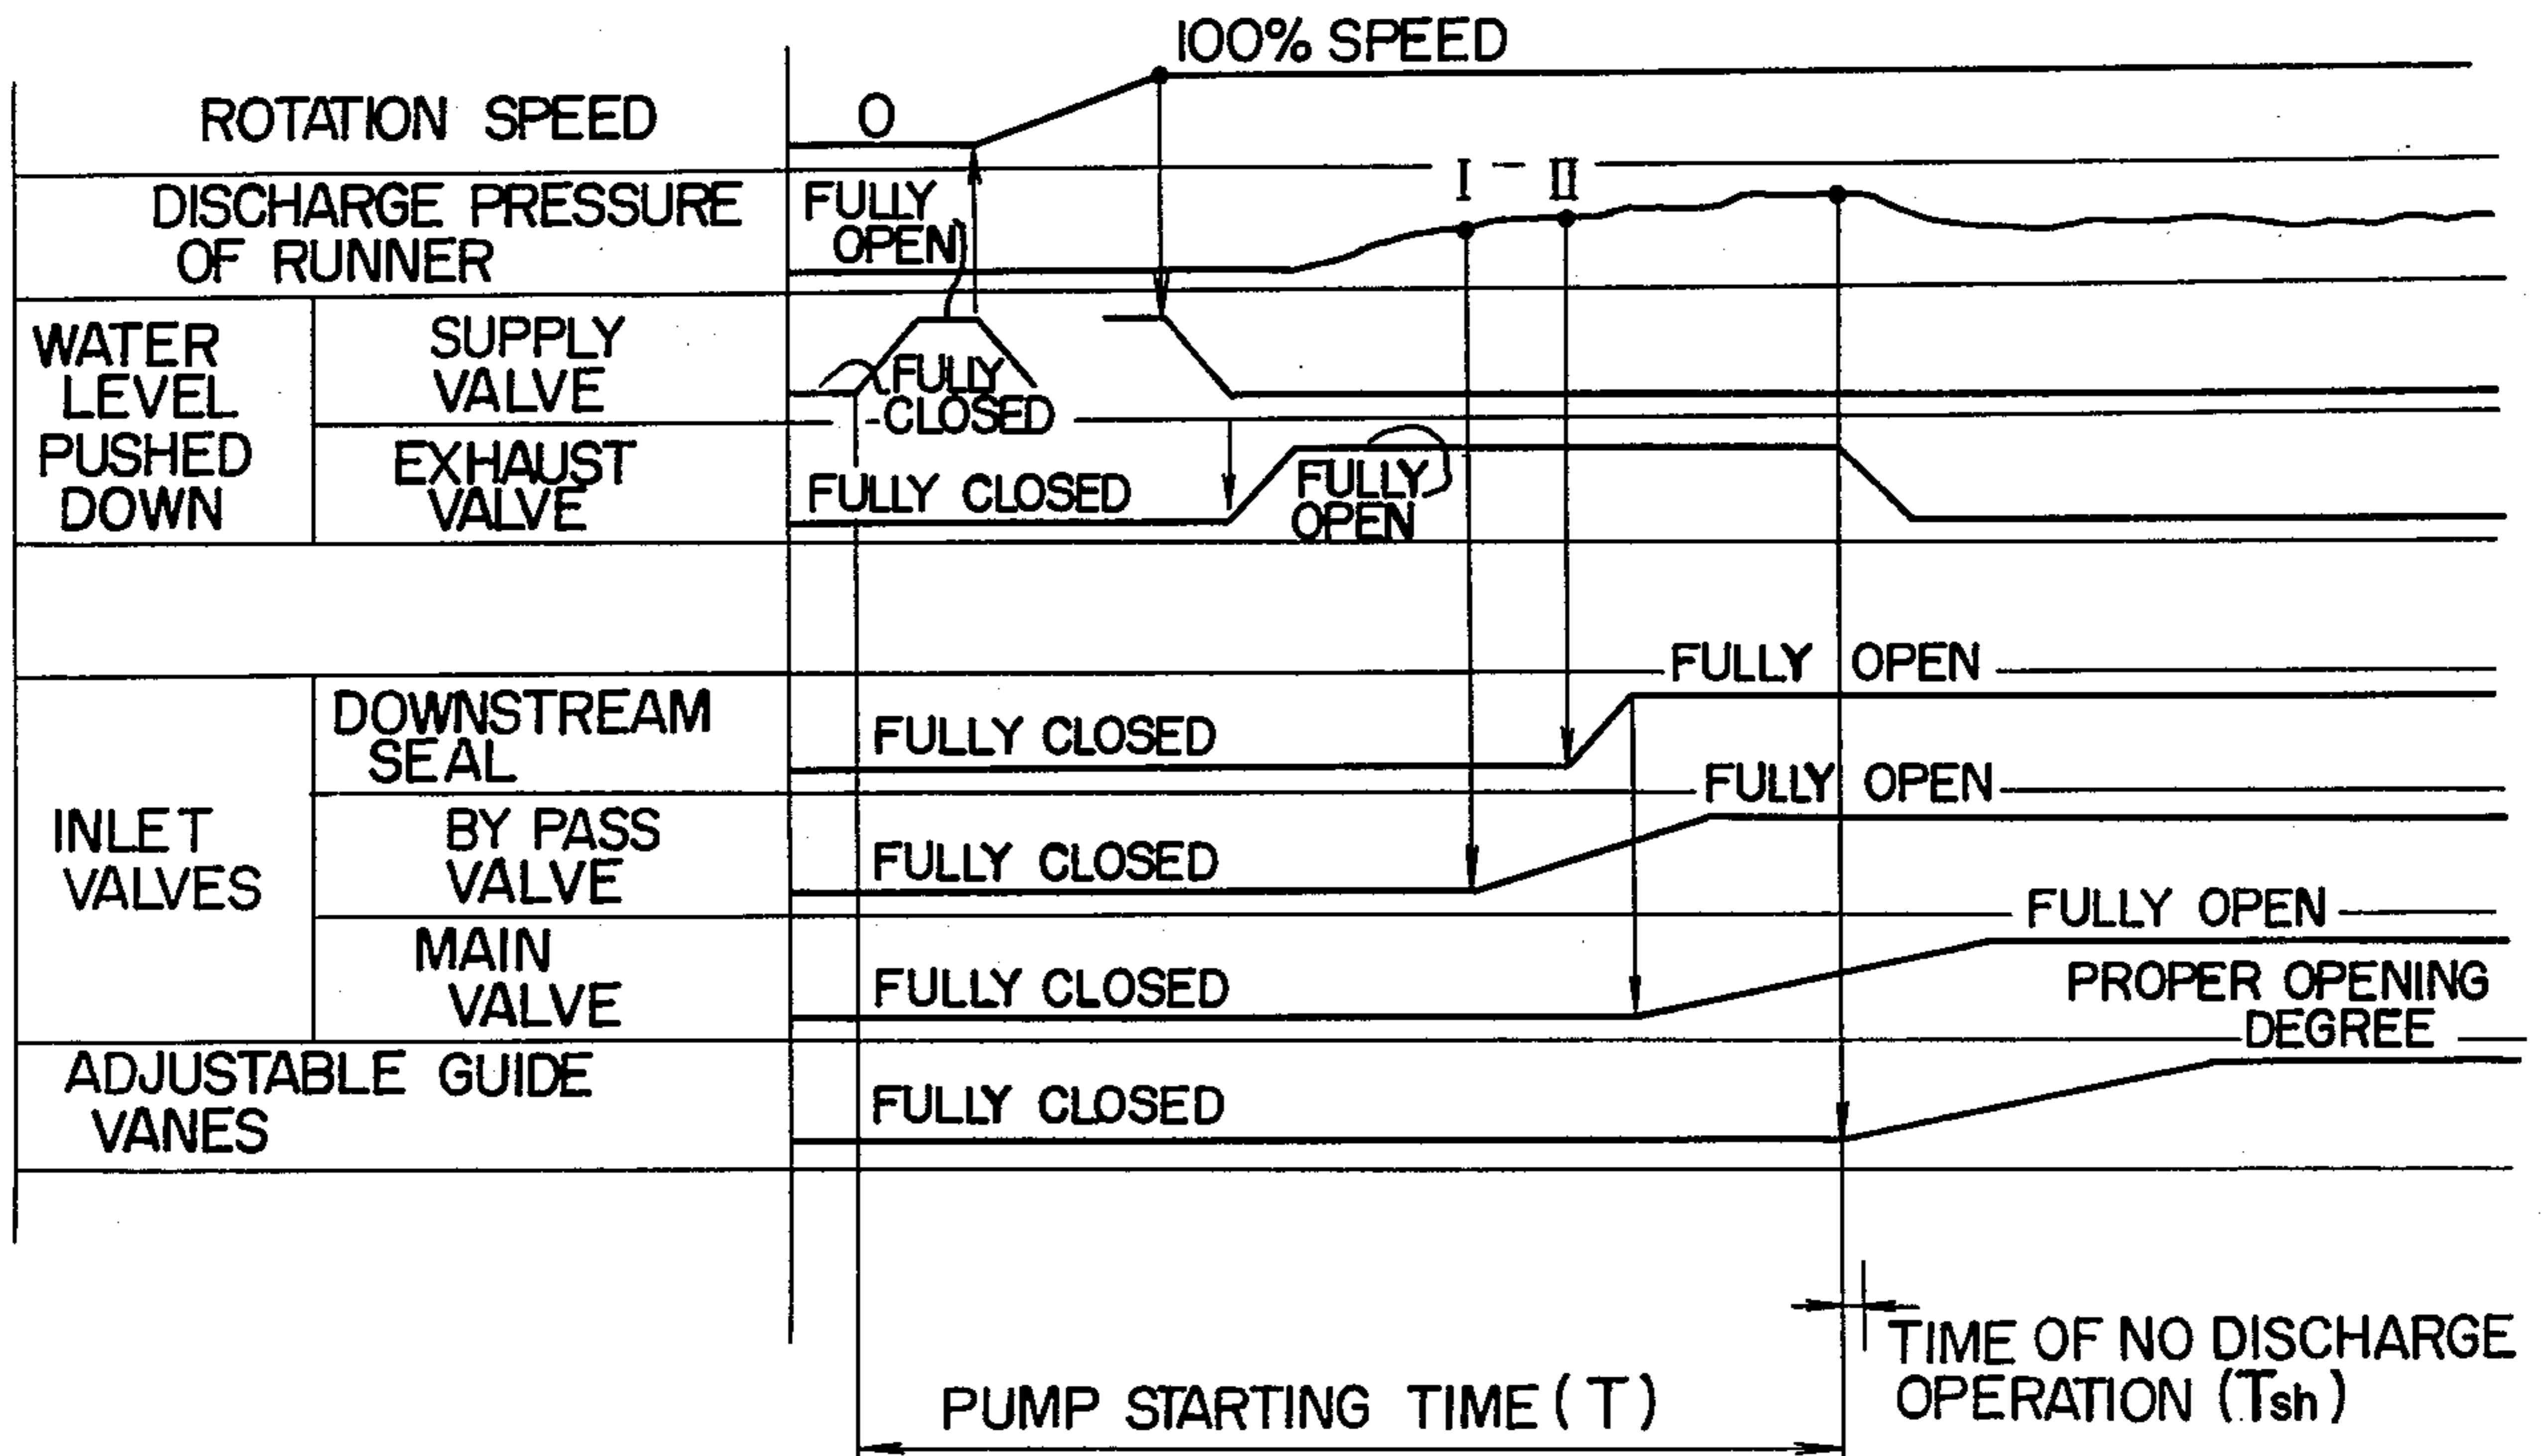 100% SPEED
ROTATION SPEED
0
I - II
DISCHARGE PRESSURE
OF RUNNER
FULLY
OPEN
WATER
LEVEL
PUSHED
DOWN
SUPPLY
VALVE
FULLY
CLOSED
EXHAUST
VALVE
FULLY CLOSED
FULLY
OPEN
INLET
VALVES
DOWNSTREAM
SEAL
FULLY CLOSED
FULLY OPEN
BY PASS
VALVE
FULLY CLOSED
FULLY OPEN
MAIN
VALVE
FULLY CLOSED
FULLY OPEN
ADJUSTABLE GUIDE
VANES
FULLY CLOSED
PROPER OPENING
DEGREE
TIME OF NO DISCHARGE
OPERATION (Tsh)
PUMP STARTING TIME (T)